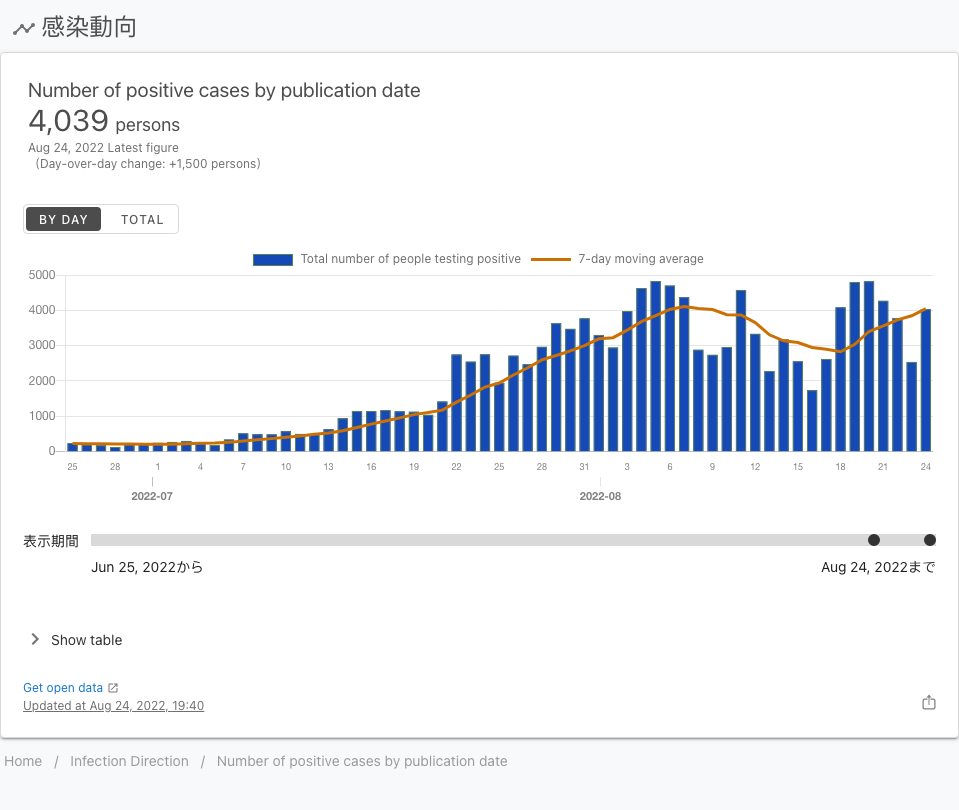 感染動向
Number of positive cases by publication date
4,039 persons
Aug 24, 2022 Latest figure
(Day-over-day change: +1,500 persons)
BY DAY TOTAL
Total number of people testing positive 7-day moving average
5000
4000
3000
2000
1000
0
25 28 1 4 7 10 13 16 19 22 25 28 31 3 6 9 12 15 18 21 24
2022-07 2022-08
表示期間
Jun 25, 2022から Aug 24, 2022まで
Show table
Get open data
Updated at Aug 24, 2022, 19:40
Home / Infection Direction / Number of positive cases by publication date